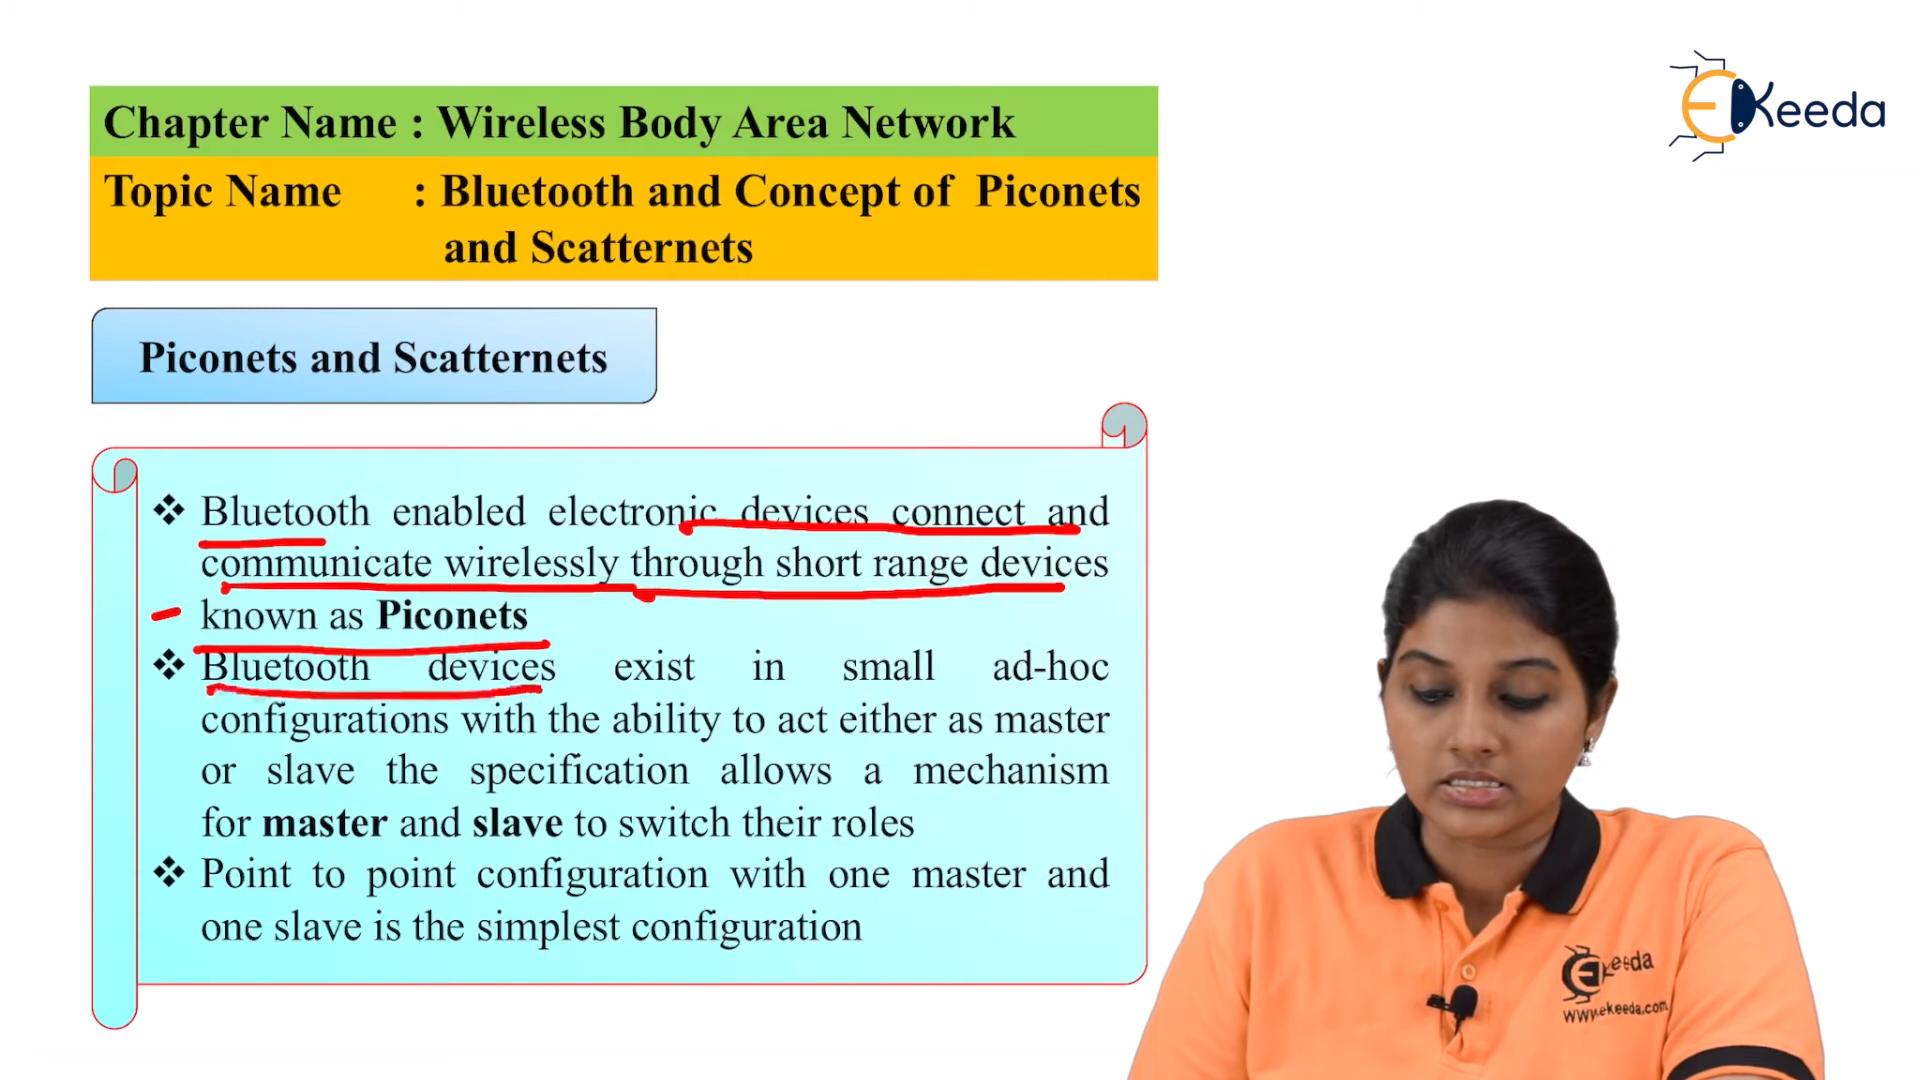 EKeeda
Chapter Name : Wireless Body Area Network
Topic Name : Bluetooth and Concept of Piconets
and Scatternets
Piconets and Scatternets
❖ Bluetooth enabled electronic devices connect and
communicate wirelessly through short range devices
known as Piconets
❖ Bluetooth devices exist in small ad-hoc
configurations with the ability to act either as master
or slave the specification allows a mechanism
for master and slave to switch their roles
❖ Point to point configuration with one master and
one slave is the simplest configuration
EKeeda
www.ekeeda.com